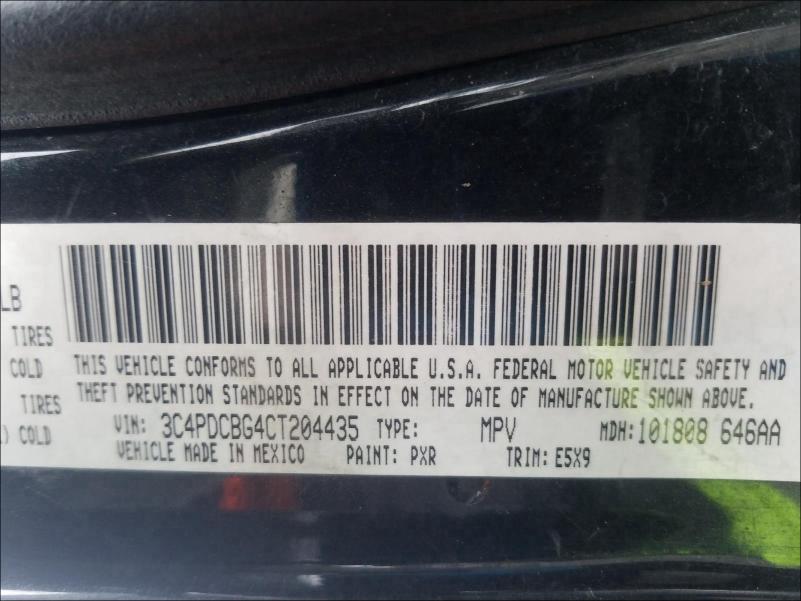 LB
TIRES
COLD
TIRES
) COLD
THIS VEHICLE CONFORMS TO ALL APPLICABLE U.S.A. FEDERAL MOTOR VEHICLE SAFETY AND
THEFT PREVENTION STANDARDS IN EFFECT ON THE DATE OF MANUFACTURE SHOWN ABOVE.
VIN: 3C4PDCBG4CT204435 TYPE: MPV MDH:101808 646AA
VEHICLE MADE IN MEXICO PAINT: PXR TRIM: E5X9